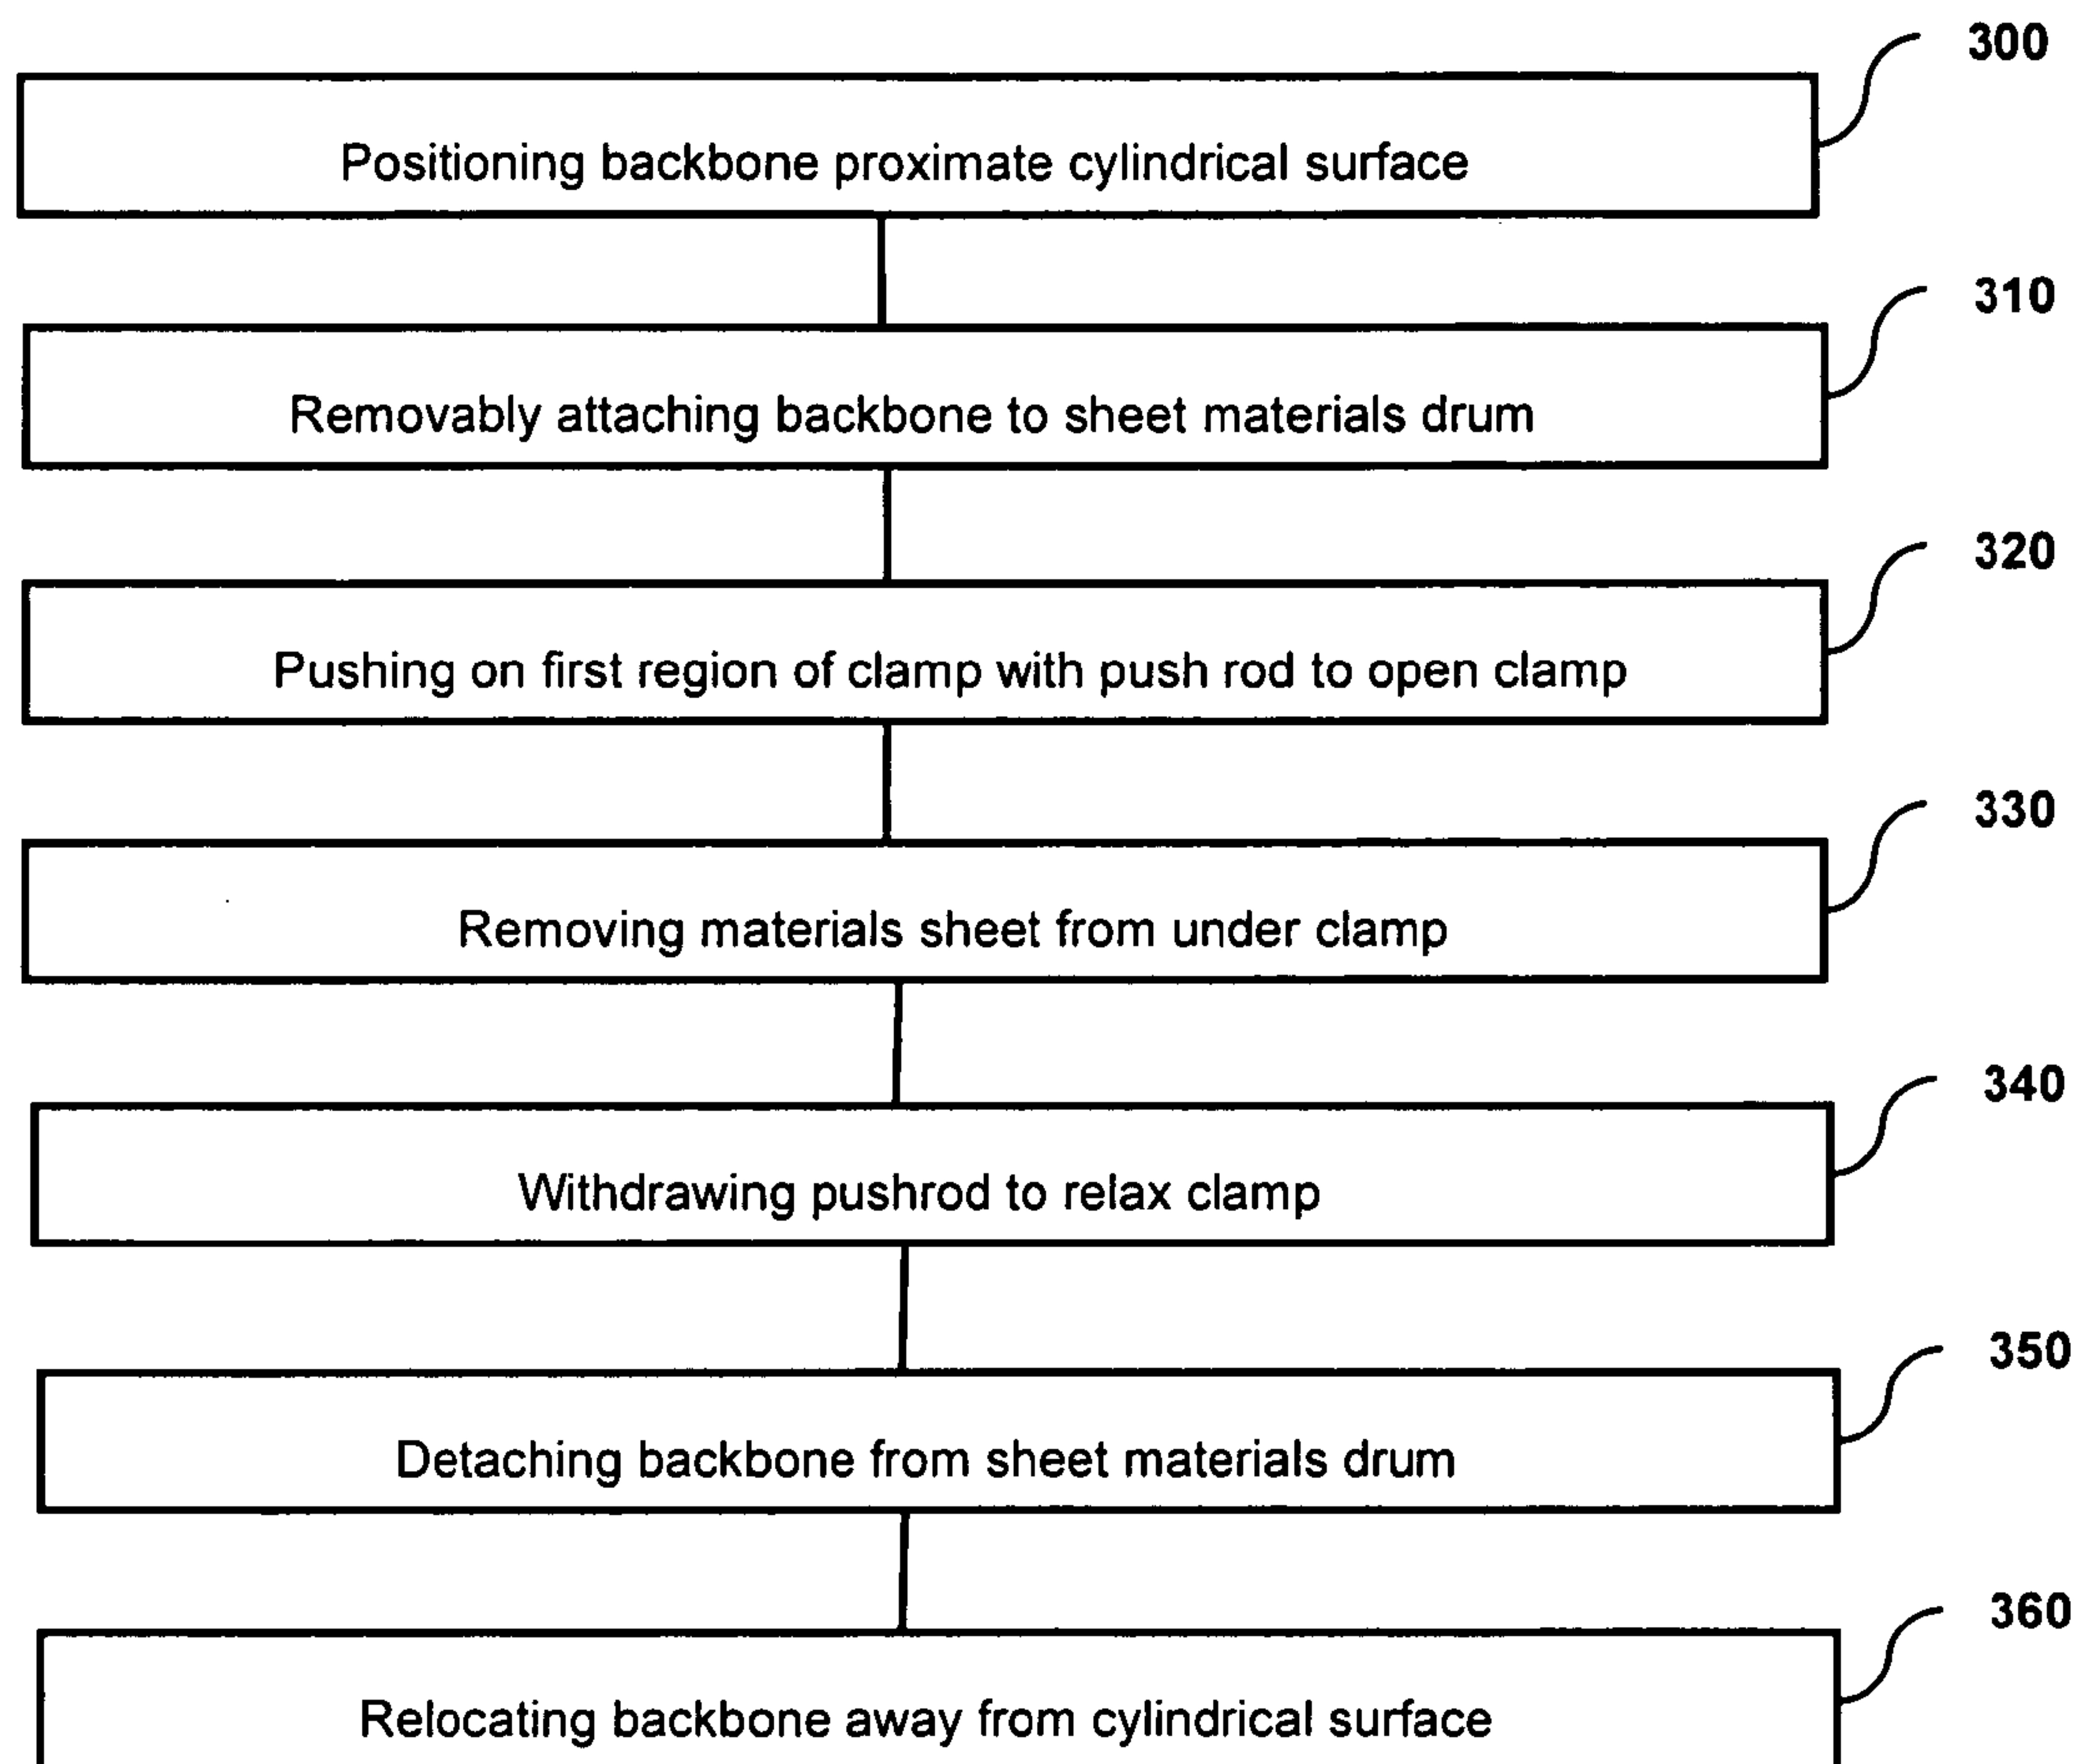 300
Positioning backbone proximate cylindrical surface
310
Removably attaching backbone to sheet materials drum
320
Pushing on first region of clamp with push rod to open clamp
330
Removing materials sheet from under clamp
340
Withdrawing pushrod to relax clamp
350
Detaching backbone from sheet materials drum
360
Relocating backbone away from cylindrical surface